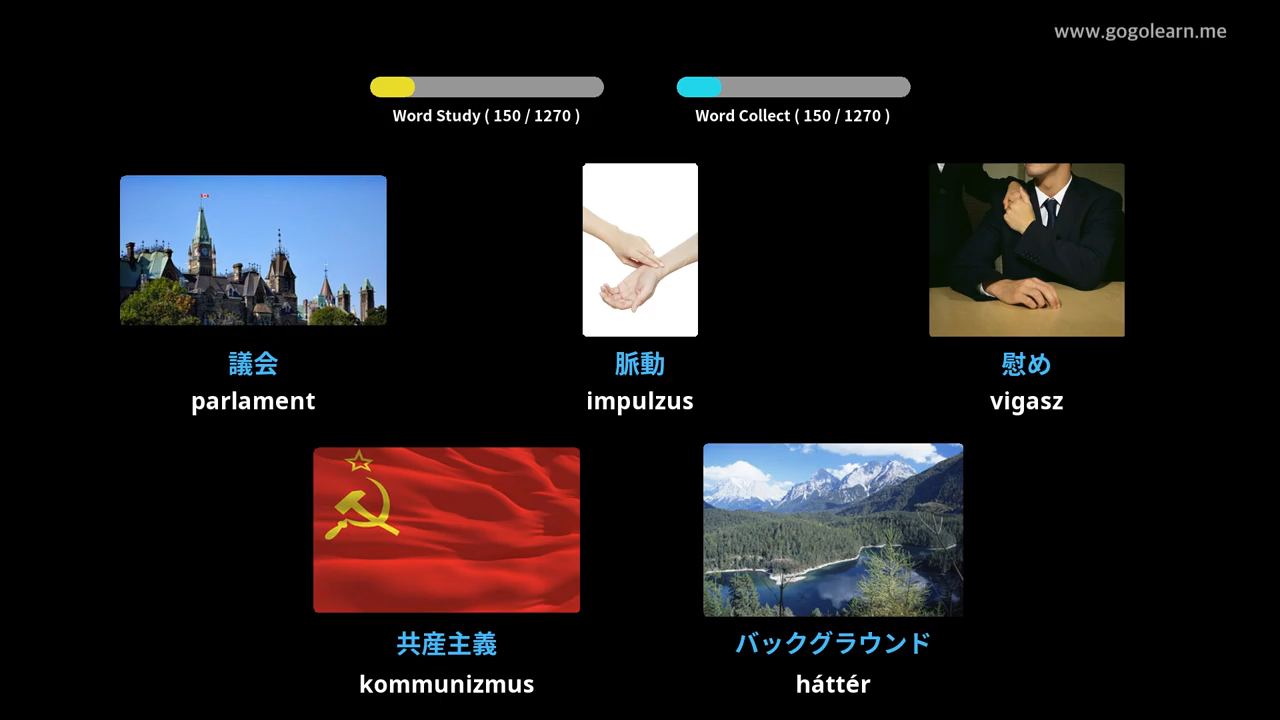 www.gogolearn.me
Word Study ( 150 / 1270 )
Word Collect ( 150 / 1270 )
議会
parlament
脈動
impulzus
慰め
vigasz
共産主義
kommunizmus
バックグラウンド
háttér